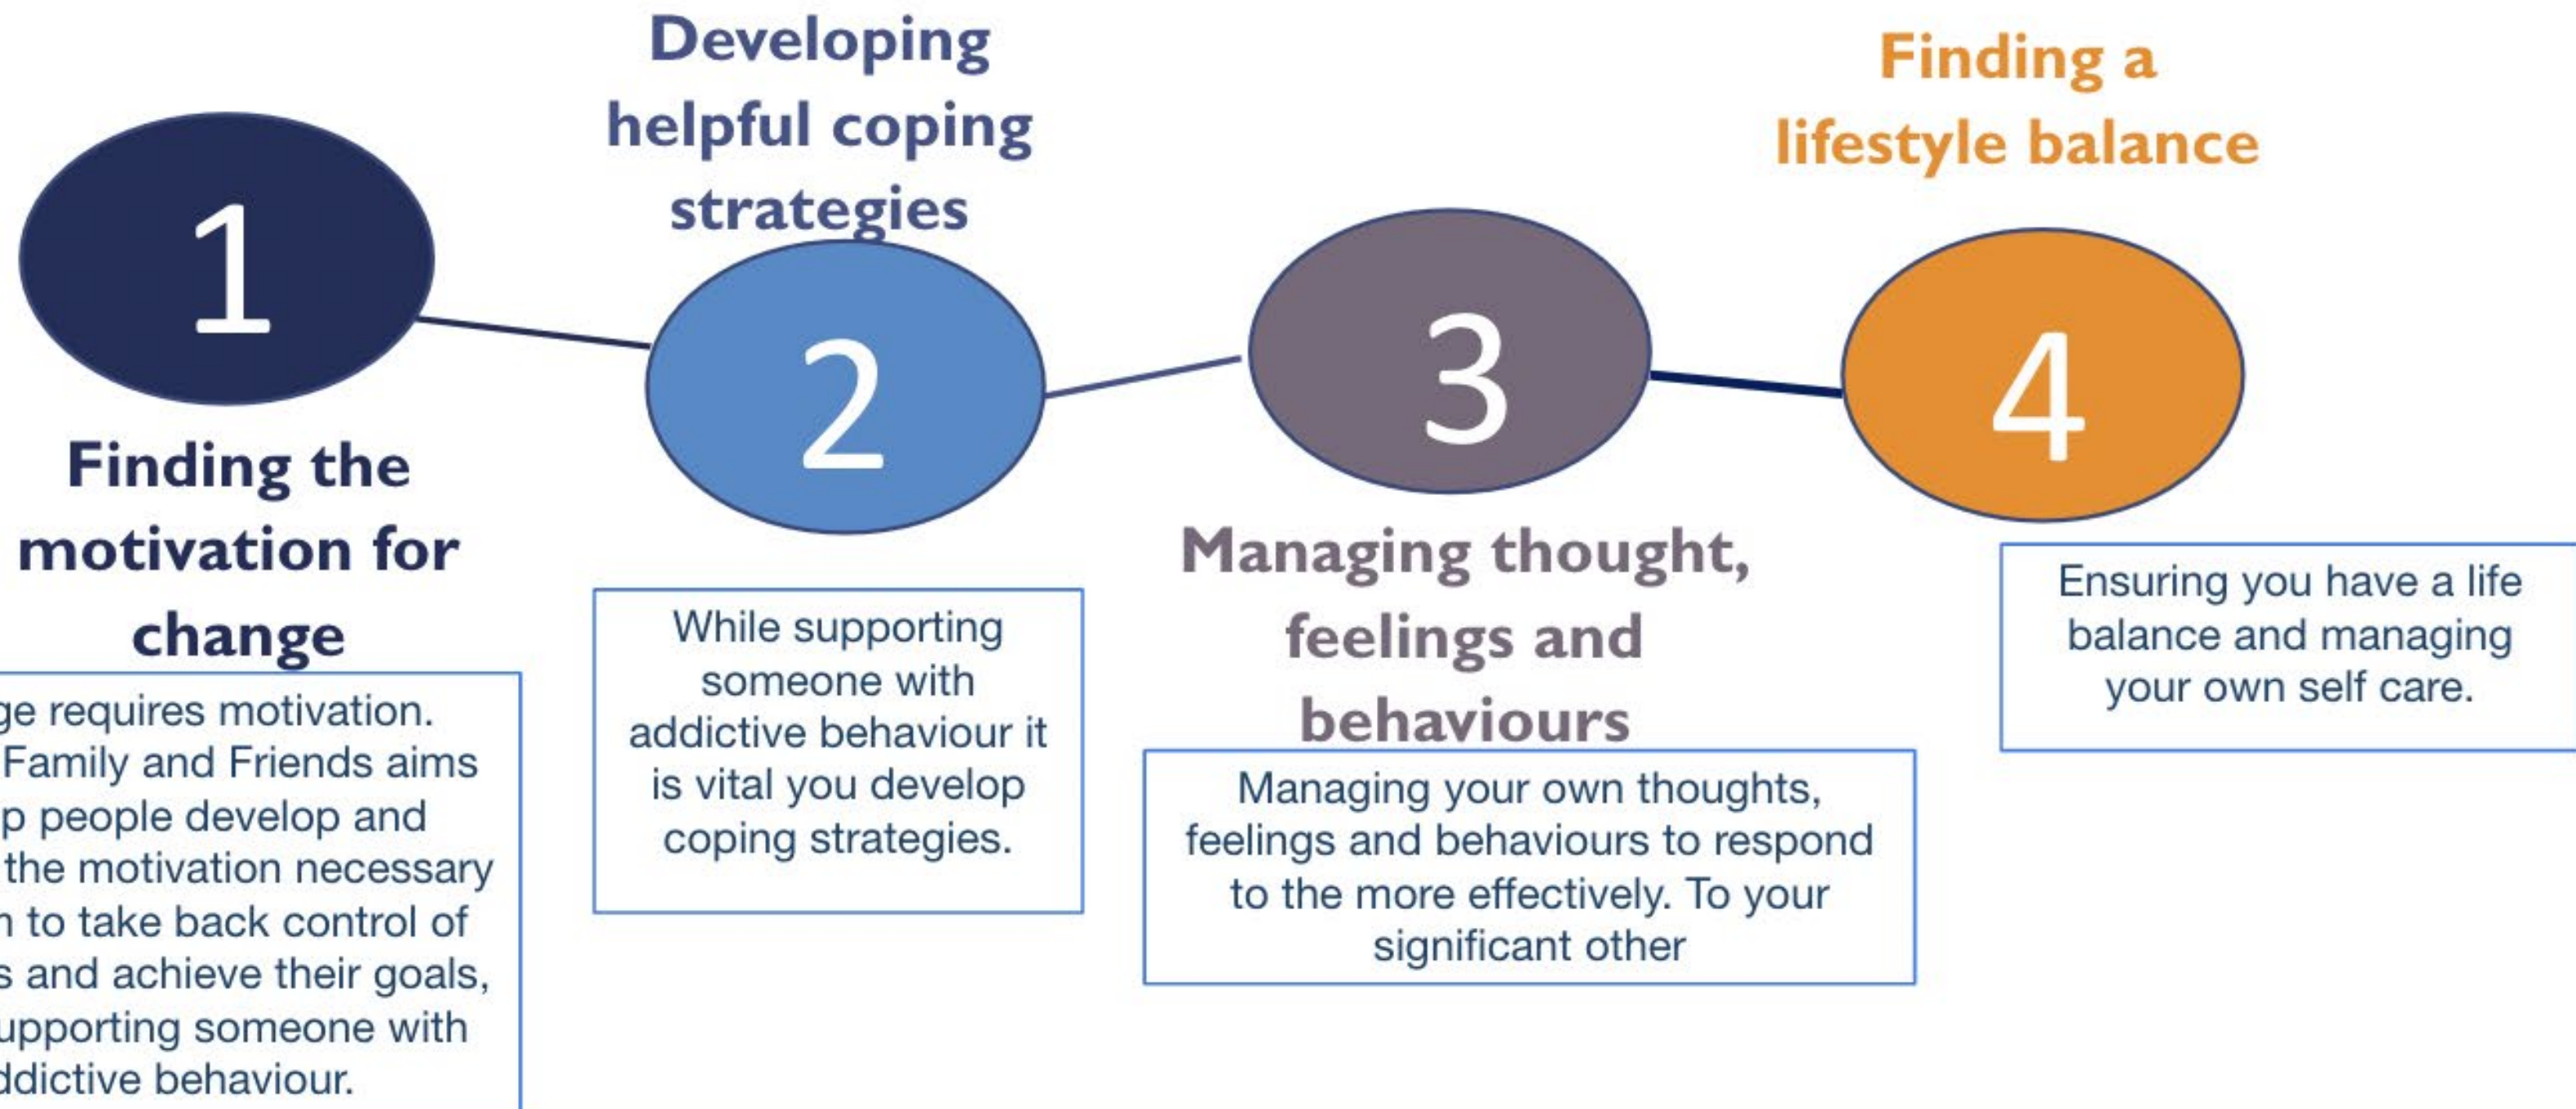 1
Finding the
motivation for
change
requires motivation.
Family and Friends aims
people develop and
the motivation necessary
to take back control of
and achieve their goals,
someone with
behaviour.
Developing
helpful coping
strategies
2
While supporting
someone with
addictive behaviour it
is vital you develop
coping strategies.
3
Managing thought,
feelings and
behaviours
Managing your own thoughts,
feelings and behaviours to respond
to the more effectively. To your
significant other
Finding a
lifestyle balance
4
Ensuring you have a life
balance and managing
your own self care.